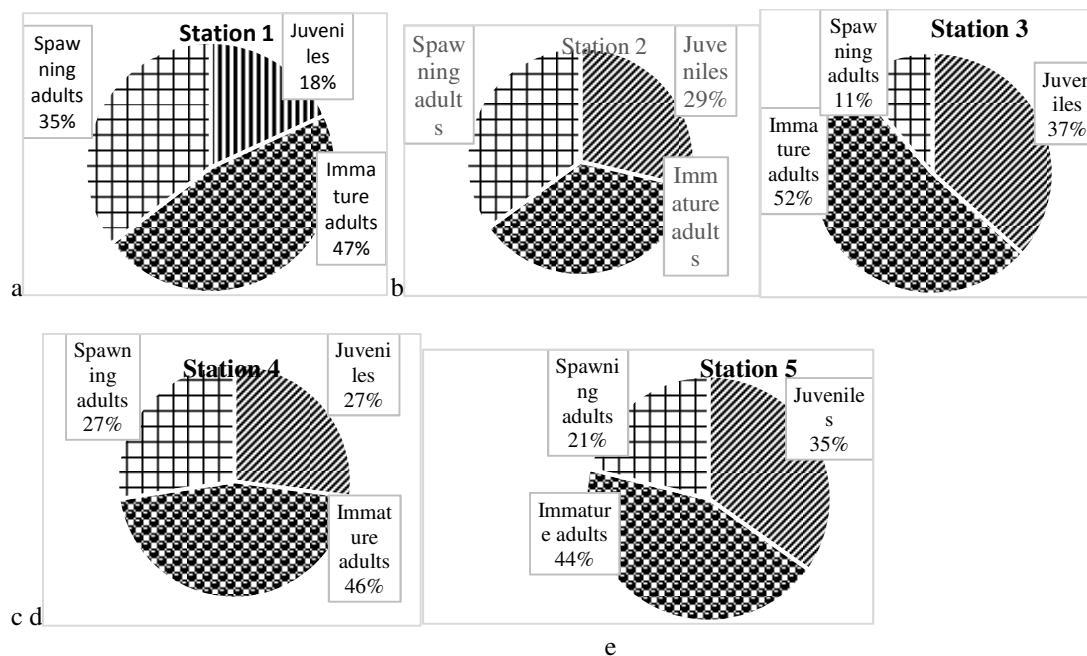 Station 1
Spaw
ning
adults
35%
Juveni
les
18%
Imma
ture
adults
47%
a
Station 2
Spaw
ning
adult
s
Juve
niles
29%
Imm
ature
adult
s
b
Station 3
Spaw
ning
adults
11%
Juven
iles
37%
Imma
ture
adults
52%
Station 4
Spawn
ing
adults
27%
Juveni
les
27%
Immat
ure
adults
46%
c d
Station 5
Spawni
ng
adults
21%
Juvenile
s
35%
Immatur
e adults
44%
e